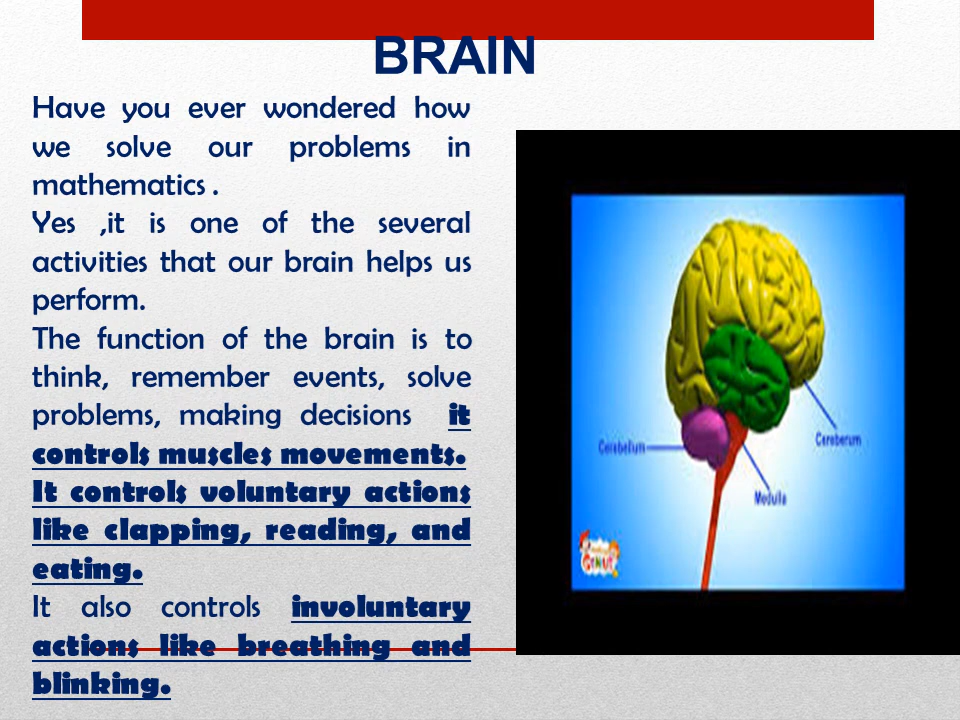 BRAIN
Have you ever wondered how
we solve our problems in
mathematics .
Yes ,it is one of the several
activities that our brain helps us
perform.
The function of the brain is to
think, remember events, solve
problems, making decisions it
controls muscles movements.
It controls voluntary actions
like clapping, reading, and
eating.
It also controls involuntary
actions like breathing and
blinking.
Cerebellum
Cereberum
Medulla